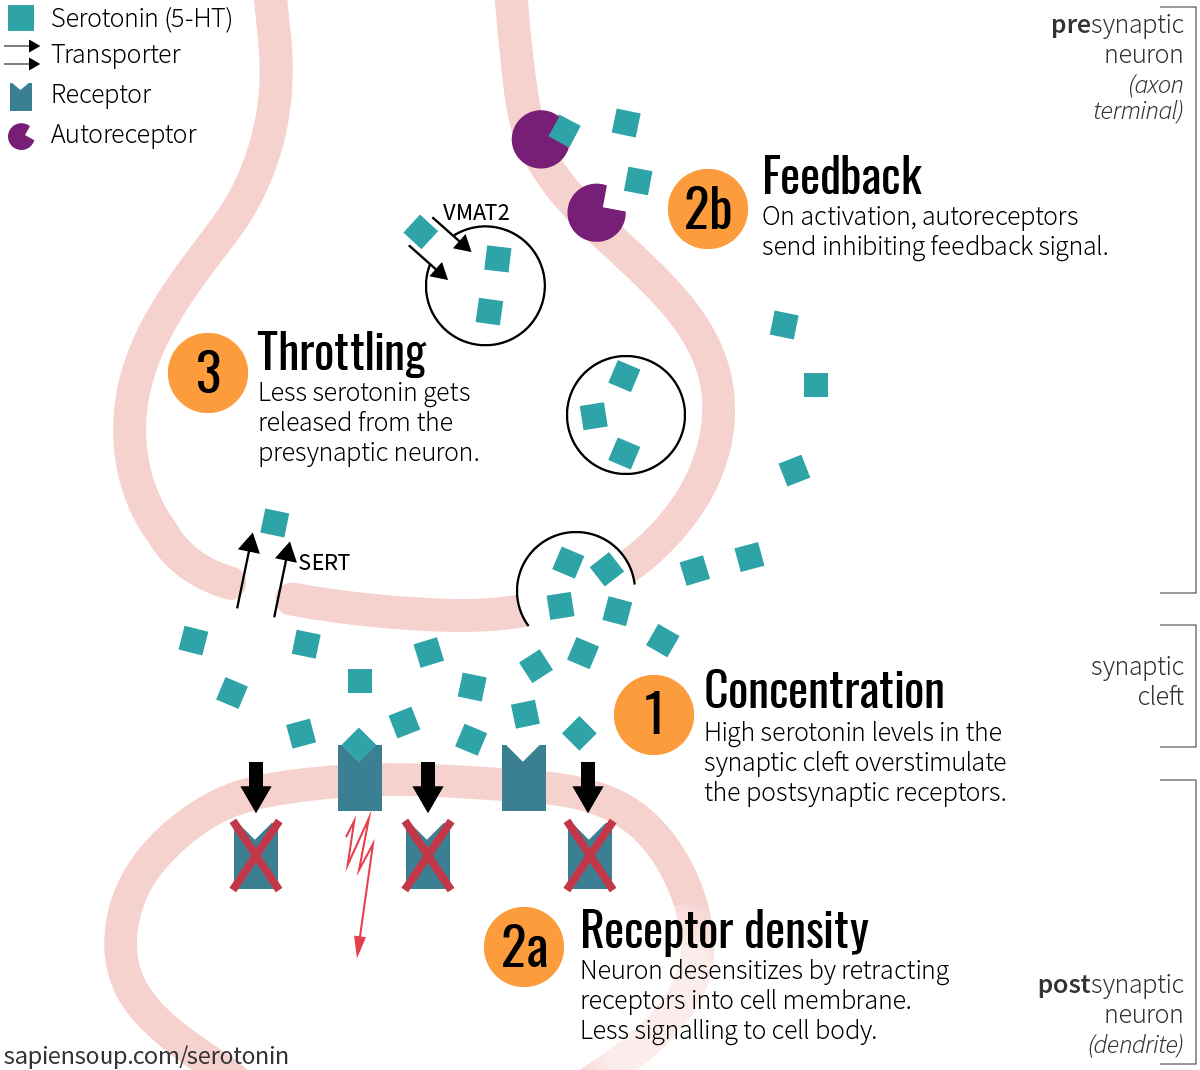 Serotonin (5-HT)
Transporter
Receptor
Autoreceptor
presynaptic
neuron
(axon
terminal)
2b
Feedback
On activation, autoreceptors
send inhibiting feedback signal.
VMAT2
3
Throttling
Less serotonin gets
released from the
presynaptic neuron.
SERT
synaptic
cleft
1
Concentration
High serotonin levels in the
synaptic cleft overstimulate
the postsynaptic receptors.
2a
Receptor density
Neuron desensitizes by retracting
receptors into cell membrane.
Less signalling to cell body.
postsynaptic
neuron
(dendrite)
sapiensoup.com/serotonin